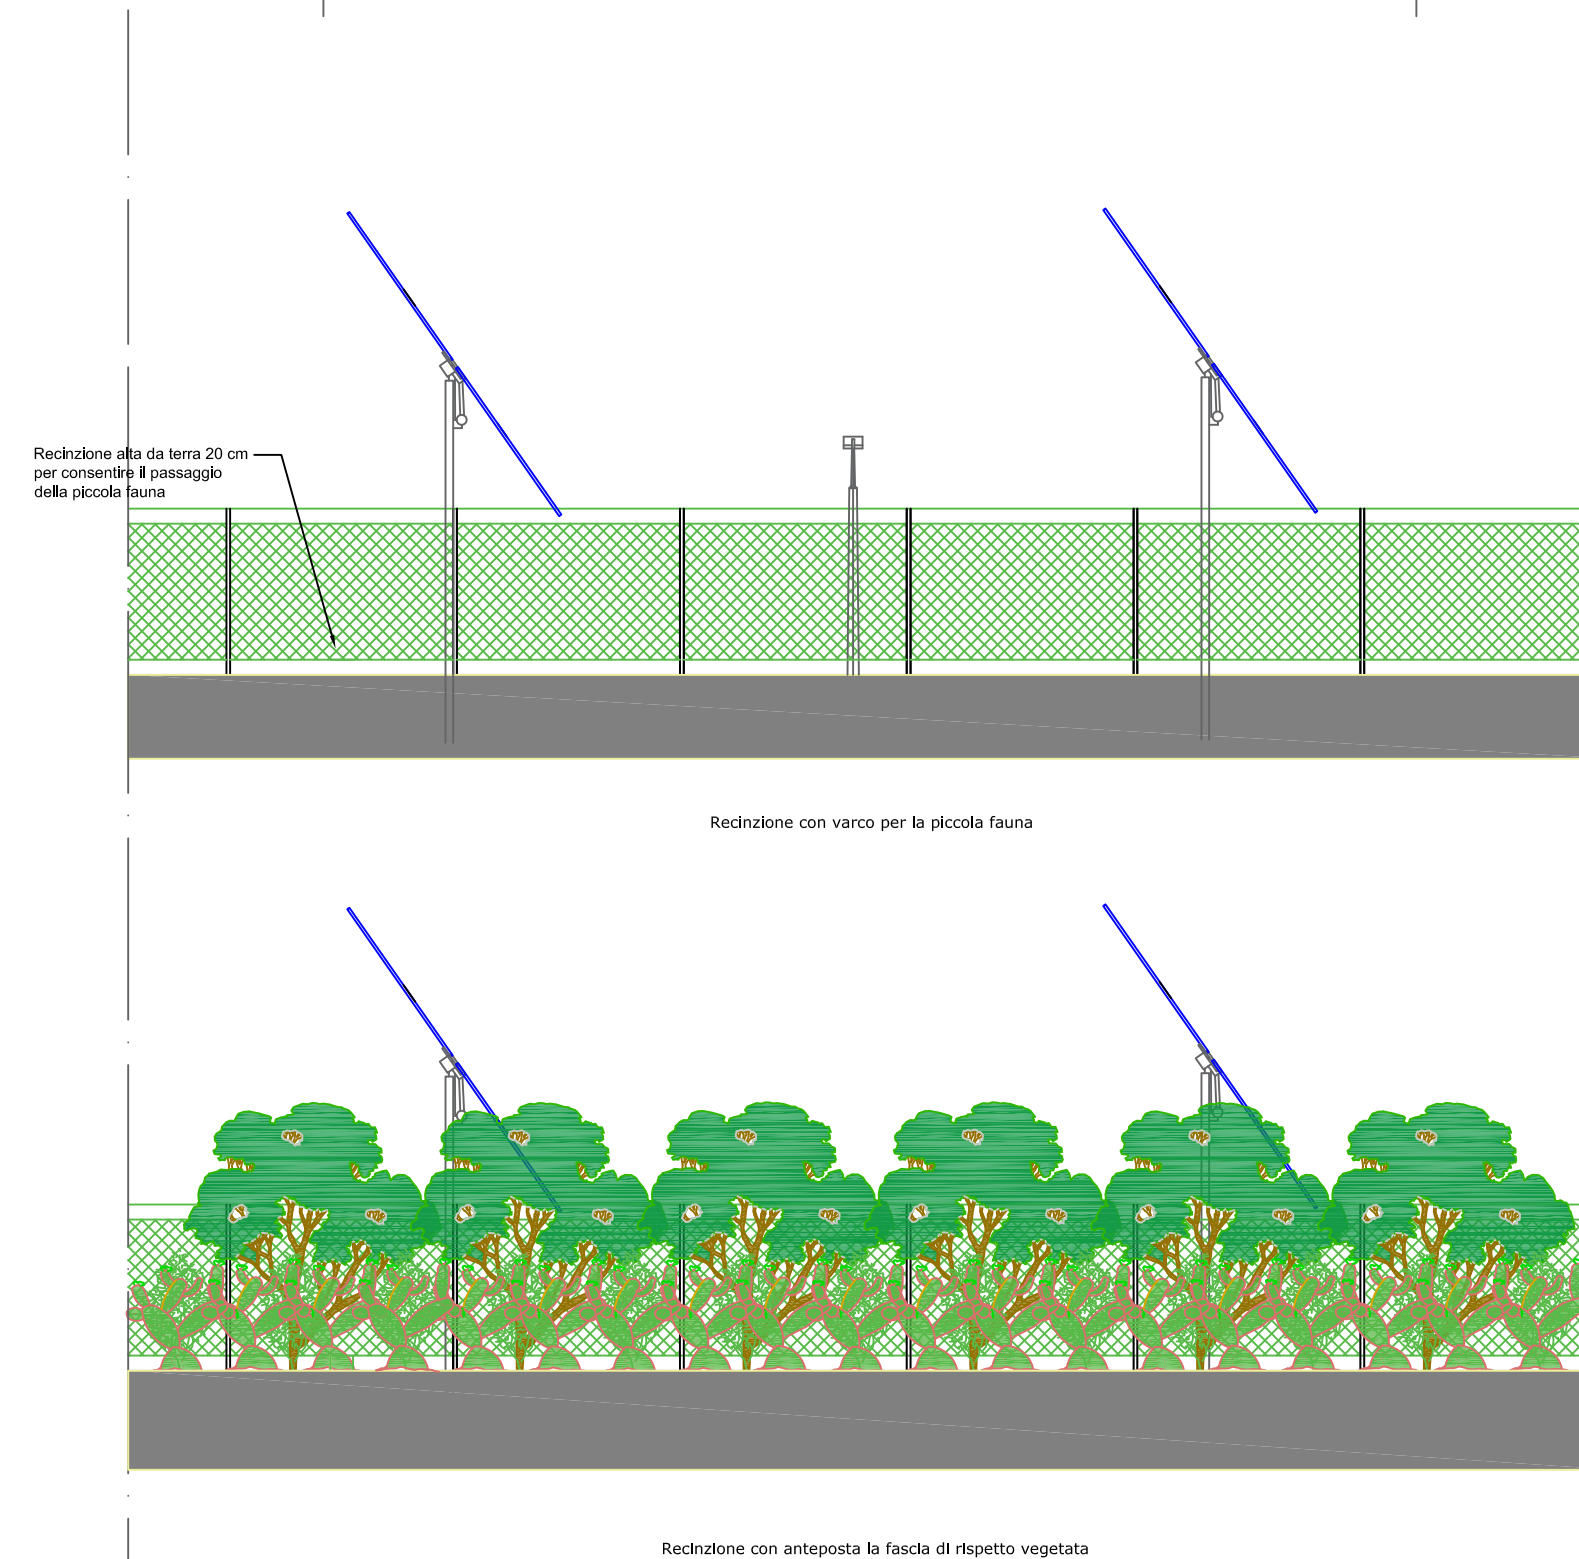 Recinzione alta da terra 20 cm
per consentire il passaggio
della piccola fauna
Recinzione con varco per la piccola fauna
Recinzione con anteposta la fascia di rispetto vegetata